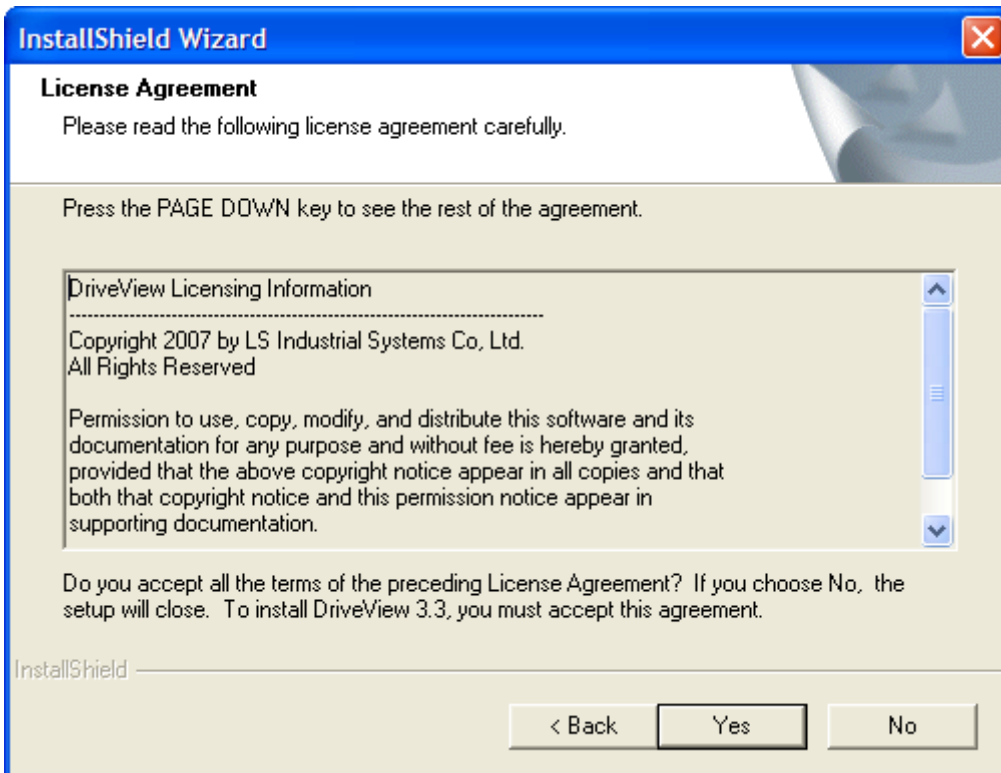 InstallShield Wizard
License Agreement
Please read the following license agreement carefully.
Press the PAGE DOWN key to see the rest of the agreement.
DriveView Licensing Information
-------------------------------------------------------------------------------
Copyright 2007 by LS Industrial Systems Co, Ltd.
All Rights Reserved
Permission to use, copy, modify, and distribute this software and its
documentation for any purpose and without fee is hereby granted,
provided that the above copyright notice appear in all copies and that
both that copyright notice and this permission notice appear in
supporting documentation.
Do you accept all the terms of the preceding License Agreement?  If you choose No,  the
setup will close.  To install DriveView 3.3, you must accept this agreement.
InstallShield
< Back
Yes
No